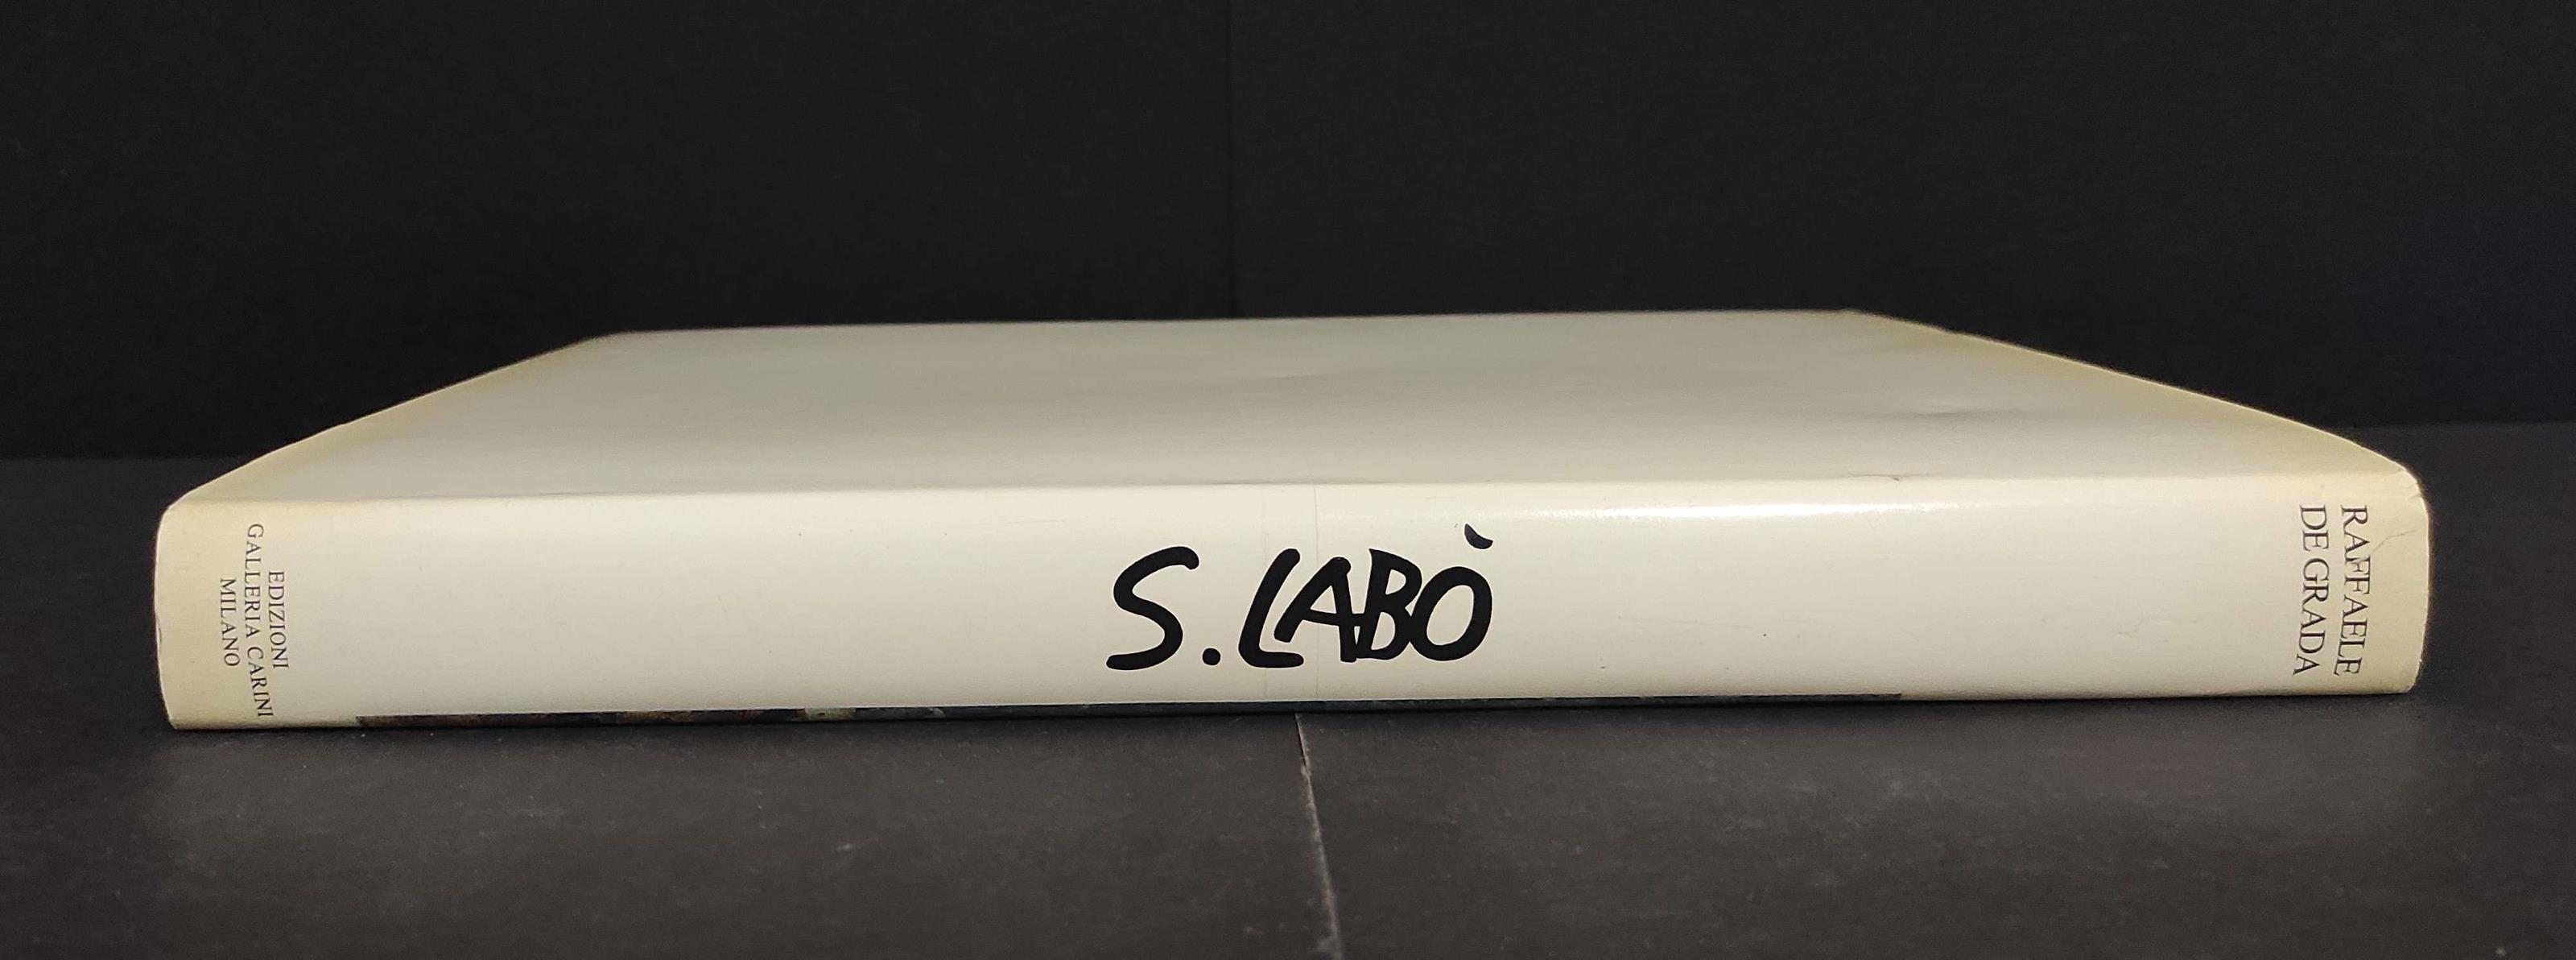 EDIZIONI
GALLERIA CARINI
MILANO
S. LABÒ
RAFFAELE
DE GRADA